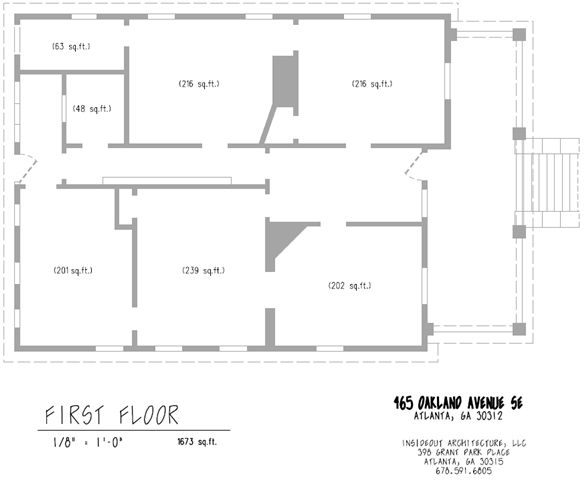 (63 sq.ft.)
(216 sq.ft.)
(216 sq.ft.)
(48 sq.ft.)
(201 sq.ft.)
(239 sq.ft.)
(202 sq.ft.)
FIRST FLOOR
1/8" = 1'-0"
1673 sq.ft.
465 OAKLAND AVENUE SE
ATLANTA, GA 30312
INSIDEOUT ARCHITECTURE, LLC
398 GRANT PARK PLACE
ATLANTA, GA 30315
678.591.6805